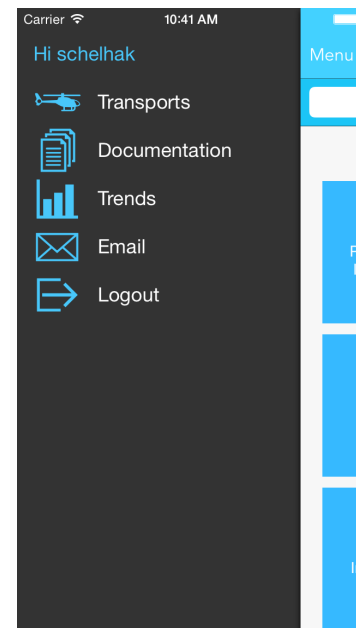 Carrier 10:41 AM
Hi schelhak
Menu
Transports
Documentation
Trends
Email
Logout